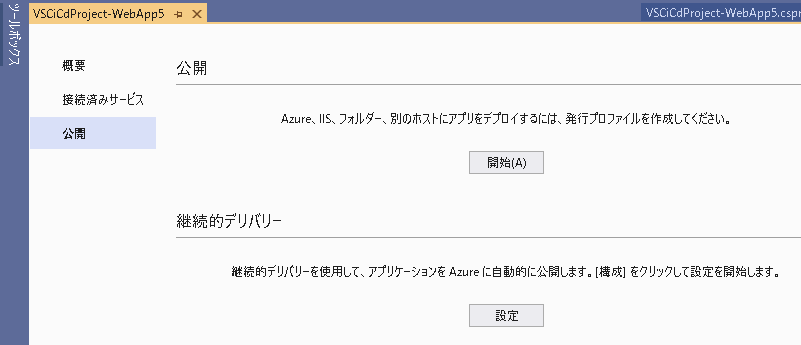 ツールボックス
VSCiCdProject-WebApp5
VSCiCdProject-WebApp5.cspr
概要
接続済みサービス
公開
公開
Azure、IIS、フォルダー、別のホストにアプリをデプロイするには、発行プロファイルを作成してください。
開始(A)
継続的デリバリー
継続的デリバリーを使用して、アプリケーションを Azure に自動的に公開します。[構成] をクリックして設定を開始します。
設定